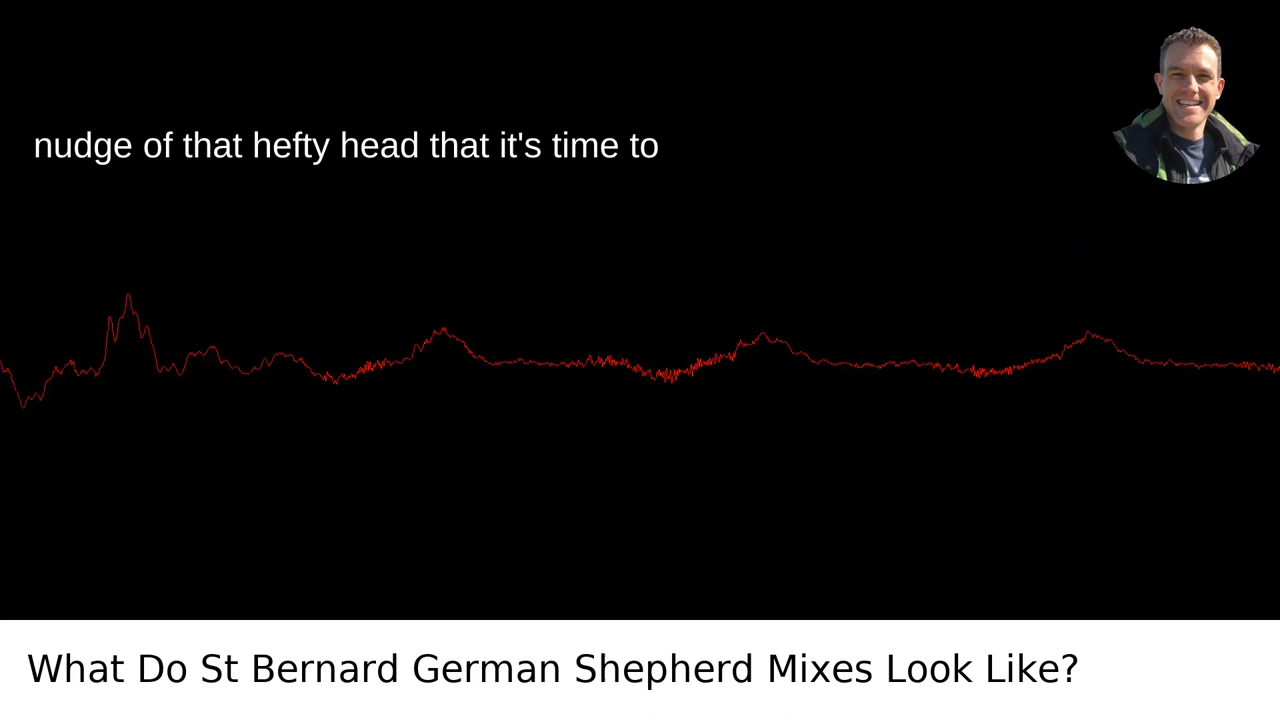 nudge of that hefty head that it's time to
What Do St Bernard German Shepherd Mixes Look Like?